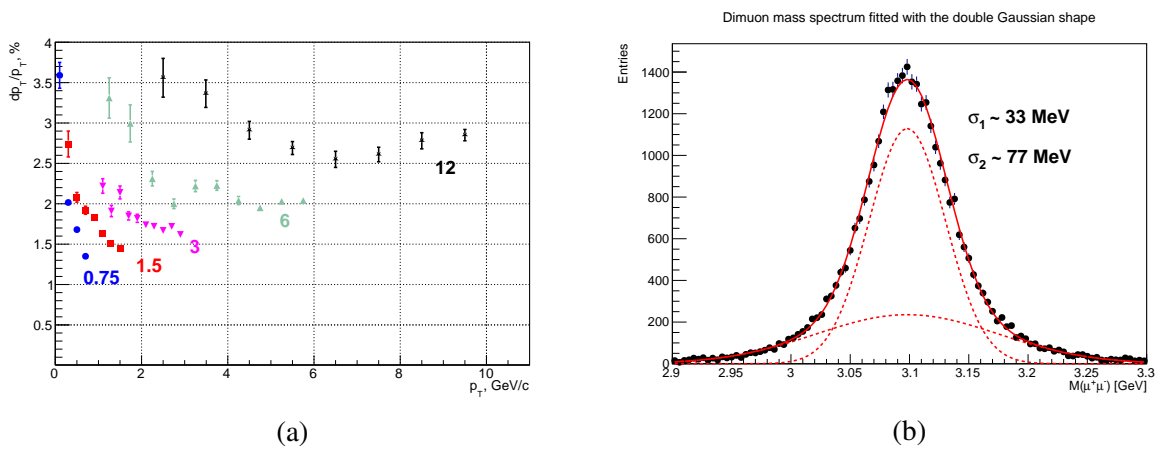 dp_T/p_T, %
4
3.5
3
2.5
2
1.5
1
0.5
0 2 4 6 8 10
p_T, GeV/c
12
6
3
1.5
0.75
(a)
Dimuon mass spectrum fitted with the double Gaussian shape
Entries
1400
1200
1000
800
600
400
200
0
2.9 2.95 3 3.05 3.1 3.15 3.2 3.25 3.3
M(μ⁺μ⁻) [GeV]
σ₁ ~ 33 MeV
σ₂ ~ 77 MeV
(b)